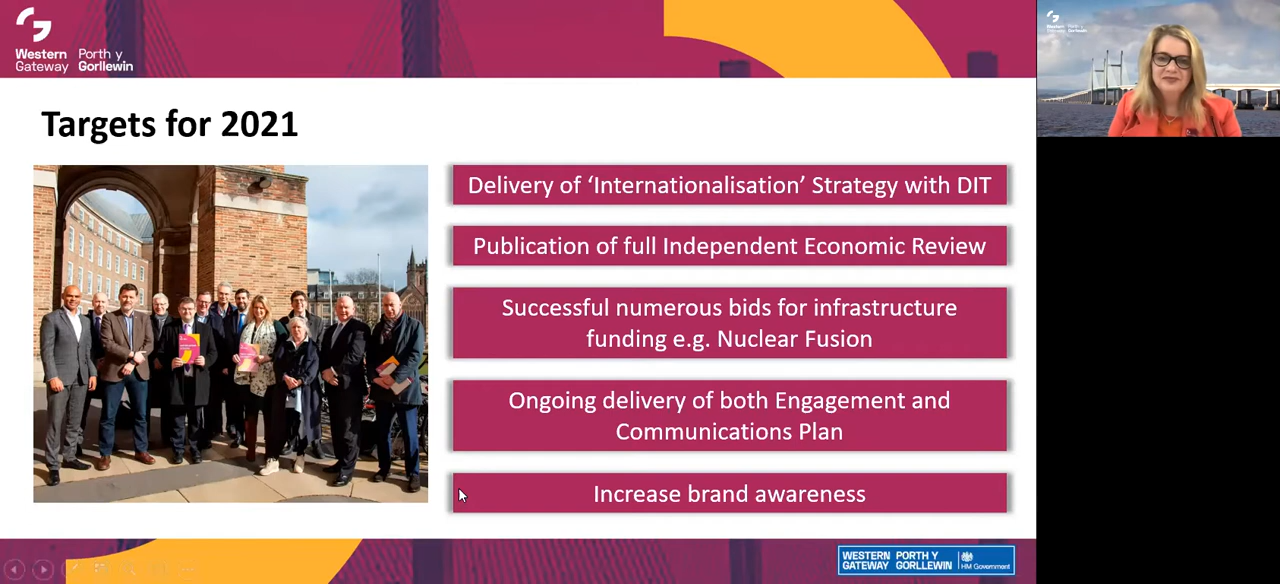 Western Porth y
Gateway Gorllewin
Targets for 2021
Delivery of ‘Internationalisation’ Strategy with DIT
Publication of full Independent Economic Review
Successful numerous bids for infrastructure
funding e.g. Nuclear Fusion
Ongoing delivery of both Engagement and
Communications Plan
Increase brand awareness
WESTERN PORTH Y
GATEWAY GORLLEWIN
HM Government